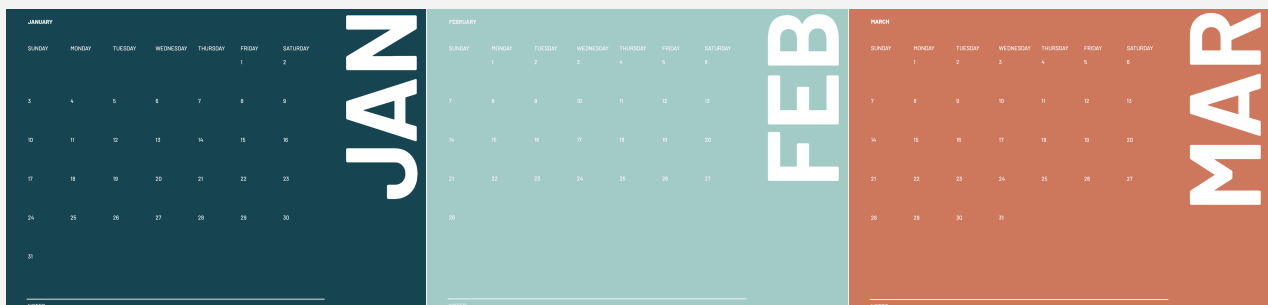 JANUARY
SUNDAY MONDAY TUESDAY WEDNESDAY THURSDAY FRIDAY SATURDAY
1 2
3 4 5 6 7 8 9
10 11 12 13 14 15 16
17 18 19 20 21 22 23
24 25 26 27 28 29 30
31
JAN
FEBRUARY
SUNDAY MONDAY TUESDAY WEDNESDAY THURSDAY FRIDAY SATURDAY
1 2 3 4 5 6
7 8 9 10 11 12 13
14 15 16 17 18 19 20
21 22 23 24 25 26 27
28
FEB
MARCH
SUNDAY MONDAY TUESDAY WEDNESDAY THURSDAY FRIDAY SATURDAY
1 2 3 4 5 6
7 8 9 10 11 12 13
14 15 16 17 18 19 20
21 22 23 24 25 26 27
28 29 30 31
MAR